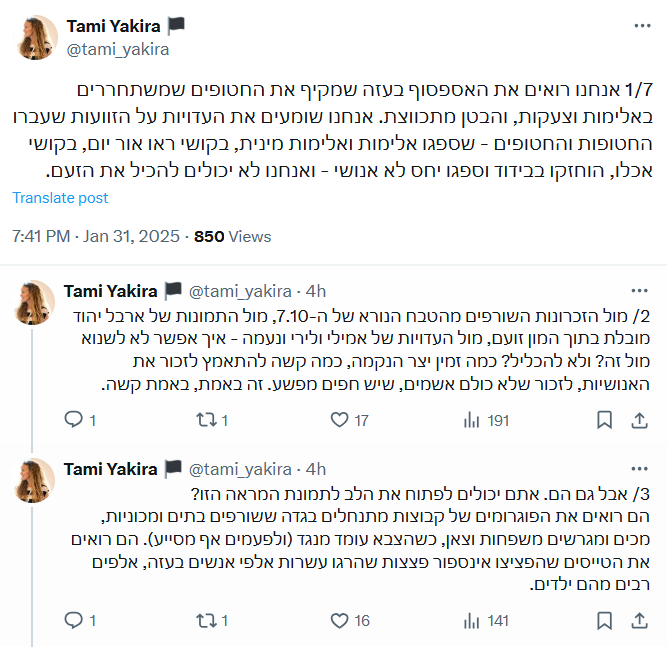 Tami Yakira 🏴
@tami_yakira
1/7 אנחנו רואים את האספסוף בעזה שמקיף את החטופים שמשתחררים
באלימות וצעקות, והבטן מתכווצת. אנחנו שומעים את העדויות על הזוועות שעברו
החטופות והחטופים - שספגו אלימות ואלימות מינית, בקושי ראו אור יום, בקושי
אכלו, הוחזקו בבידוד וספגו יחס לא אנושי - ואנחנו לא יכולים להכיל את הזעם.
Translate post
7:41 PM · Jan 31, 2025 · 850 Views
Tami Yakira 🏴 @tami_yakira · 4h
2/ מול הזכרונות השורפים מהטבח הנורא של ה-7.10, מול התמונות של ארבל יהוד
מובלת בתוך המון זועם, מול העדויות של אמילי ולירי ונעמה - איך אפשר לא לשנוא
מול זה? ולא להכליל? כמה זמין יצר הנקמה, כמה קשה להתאמץ לזכור את
האנושיות, לזכור שלא כולם אשמים, שיש חפים מפשע. זה באמת, באמת קשה.
1 1 17 191
Tami Yakira 🏴 @tami_yakira · 4h
3/ אבל גם הם. אתם יכולים לפתוח את הלב לתמונת המראה הזו?
הם רואים את הפוגרומים של קבוצות מתנחלים בגדה ששורפים בתים ומכוניות,
מכים ומגרשים משפחות וצאן, כשהצבא עומד מנגד (ולפעמים אף מסייע). הם רואים
את הטייסים שהפציצו אינספור פצצות שהרגו עשרות אלפי אנשים בעזה, אלפים
רבים מהם ילדים.
1 1 16 141